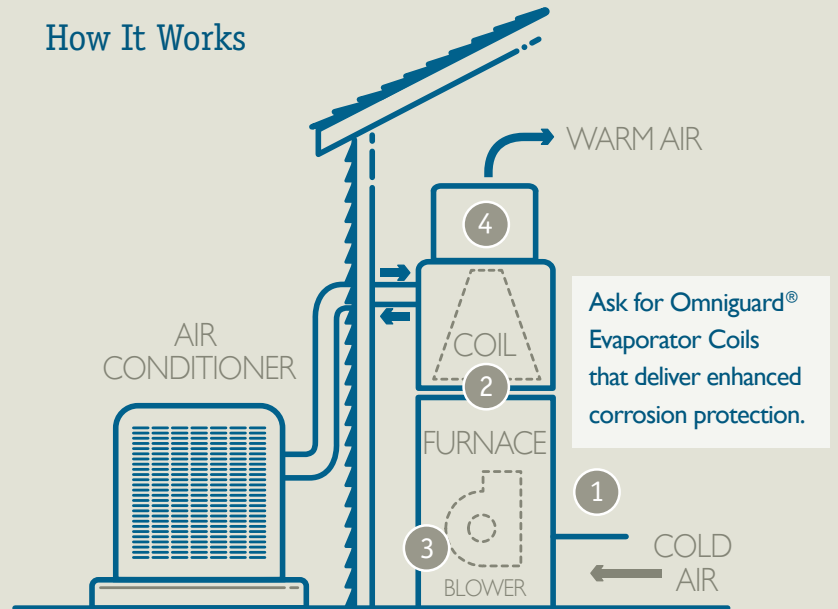 How It Works
WARM AIR
4
Ask for Omniguard®
Evaporator Coils
that deliver enhanced
corrosion protection.
AIR
CONDITIONER
COIL
2
FURNACE
1
3
BLOWER
COLD
AIR